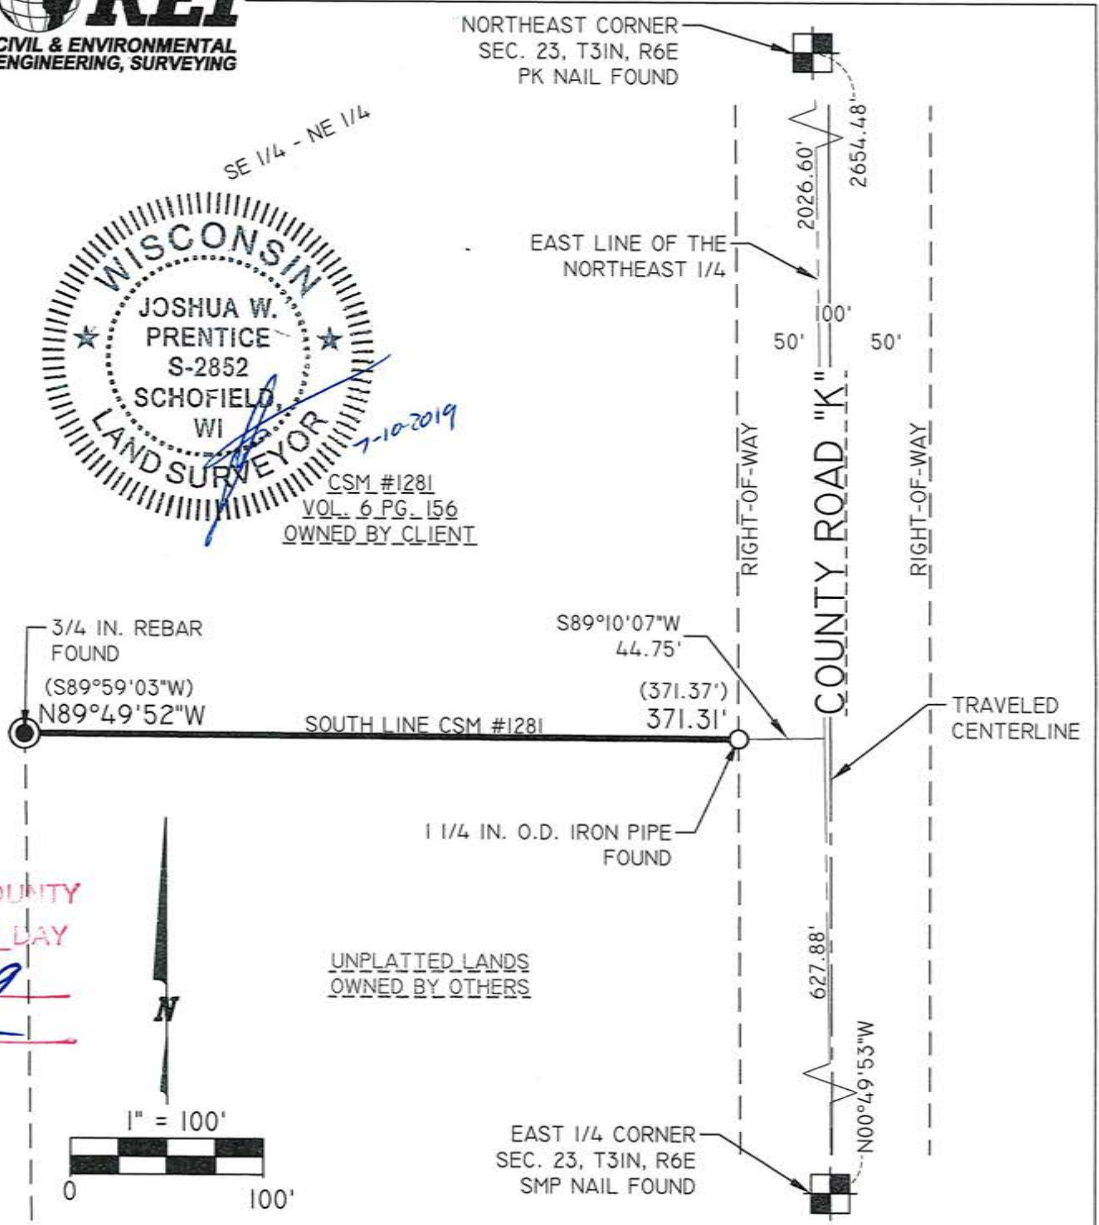 REI
CIVIL & ENVIRONMENTAL
ENGINEERING, SURVEYING
NORTHEAST CORNER
SEC. 23, T31N, R6E
PK NAIL FOUND
SE 1/4 - NE 1/4
2026.60'
2654.48'
EAST LINE OF THE
NORTHEAST 1/4
100'
50'
50'
WISCONSIN
JOSHUA W.
PRENTICE
S-2852
SCHOFIELD,
WI
LAND SURVEYOR
-10-2019
CSM #1281
VOL. 6 PG. 156
OWNED BY CLIENT
RIGHT-OF-WAY
COUNTY ROAD "K"
RIGHT-OF-WAY
3/4 IN. REBAR
FOUND
(S89°59'03"W)
N89°49'52"W
SOUTH LINE CSM #1281
(371.37')
371.31'
S89°10'07"W
44.75'
TRAVELED
CENTERLINE
1 1/4 IN. O.D. IRON PIPE
FOUND
OUNTY
DAY
UNPLATTED LANDS
OWNED BY OTHERS
N
627.88'
N00°49'53"W
1" = 100'
0
100'
EAST 1/4 CORNER
SEC. 23, T31N, R6E
SMP NAIL FOUND